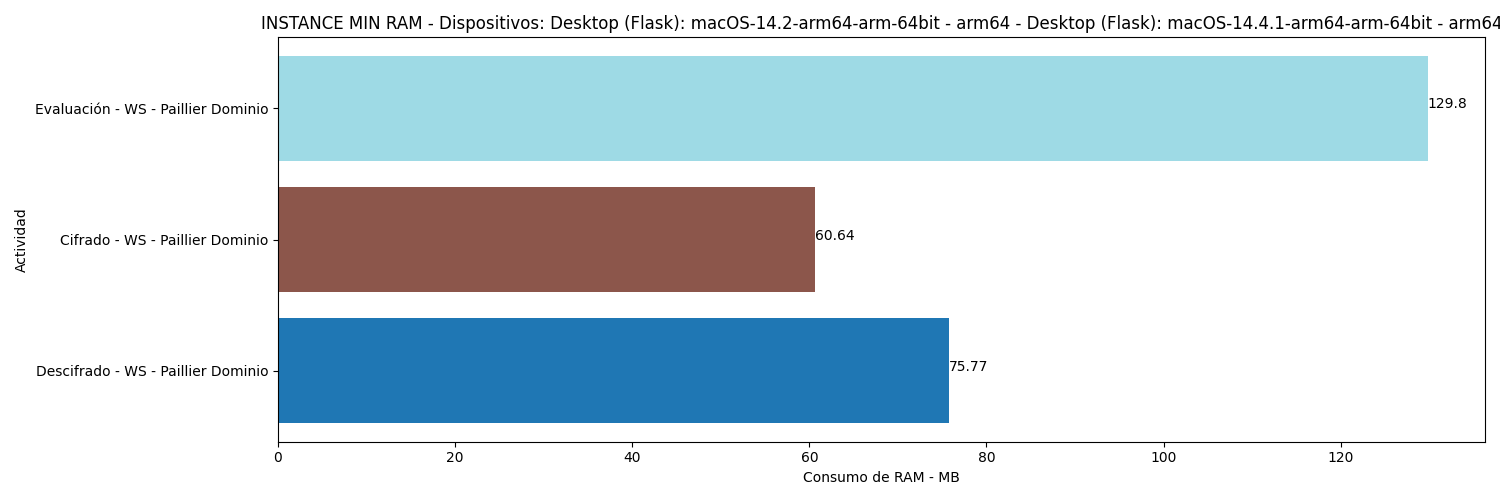 INSTANCE MIN RAM - Dispositivos: Desktop (Flask): macOS-14.2-arm64-arm-64bit - arm64 - Desktop (Flask): macOS-14.4.1-arm64-arm-64bit - arm64
Evaluación - WS - Paillier Dominio
129.8
Cifrado - WS - Paillier Dominio
60.64
Descifrado - WS - Paillier Dominio
75.77
Actividad
0 20 40 60 80 100 120
Consumo de RAM - MB